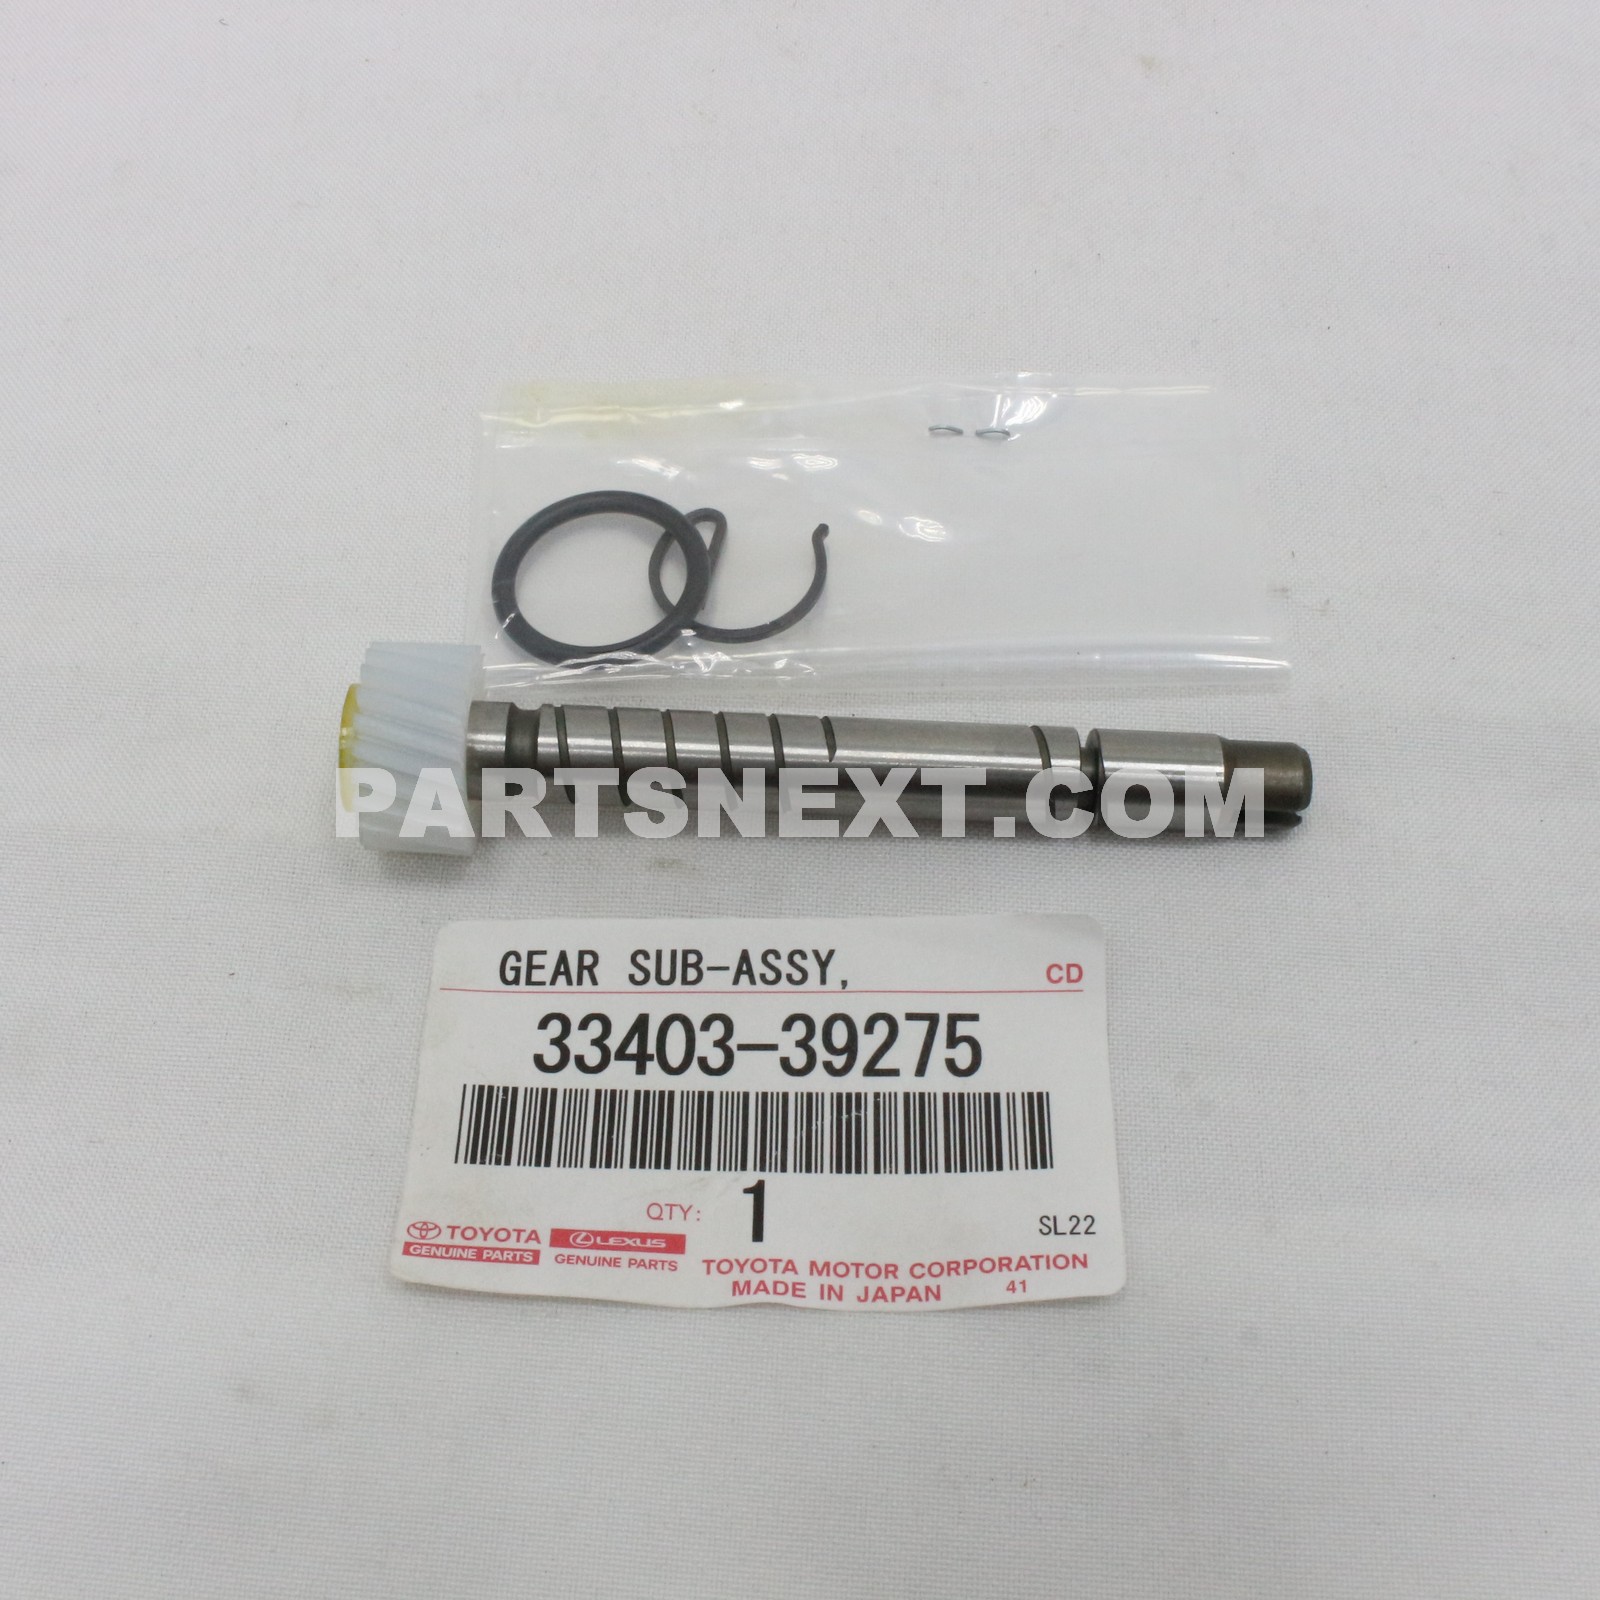 PARTSNEXT.COM
GEAR SUB-ASSY,
CD
33403-39275
QTY: 1
SL22
TOYOTA
GENUINE PARTS
LEXUS
GENUINE PARTS
TOYOTA MOTOR CORPORATION
MADE IN JAPAN 41